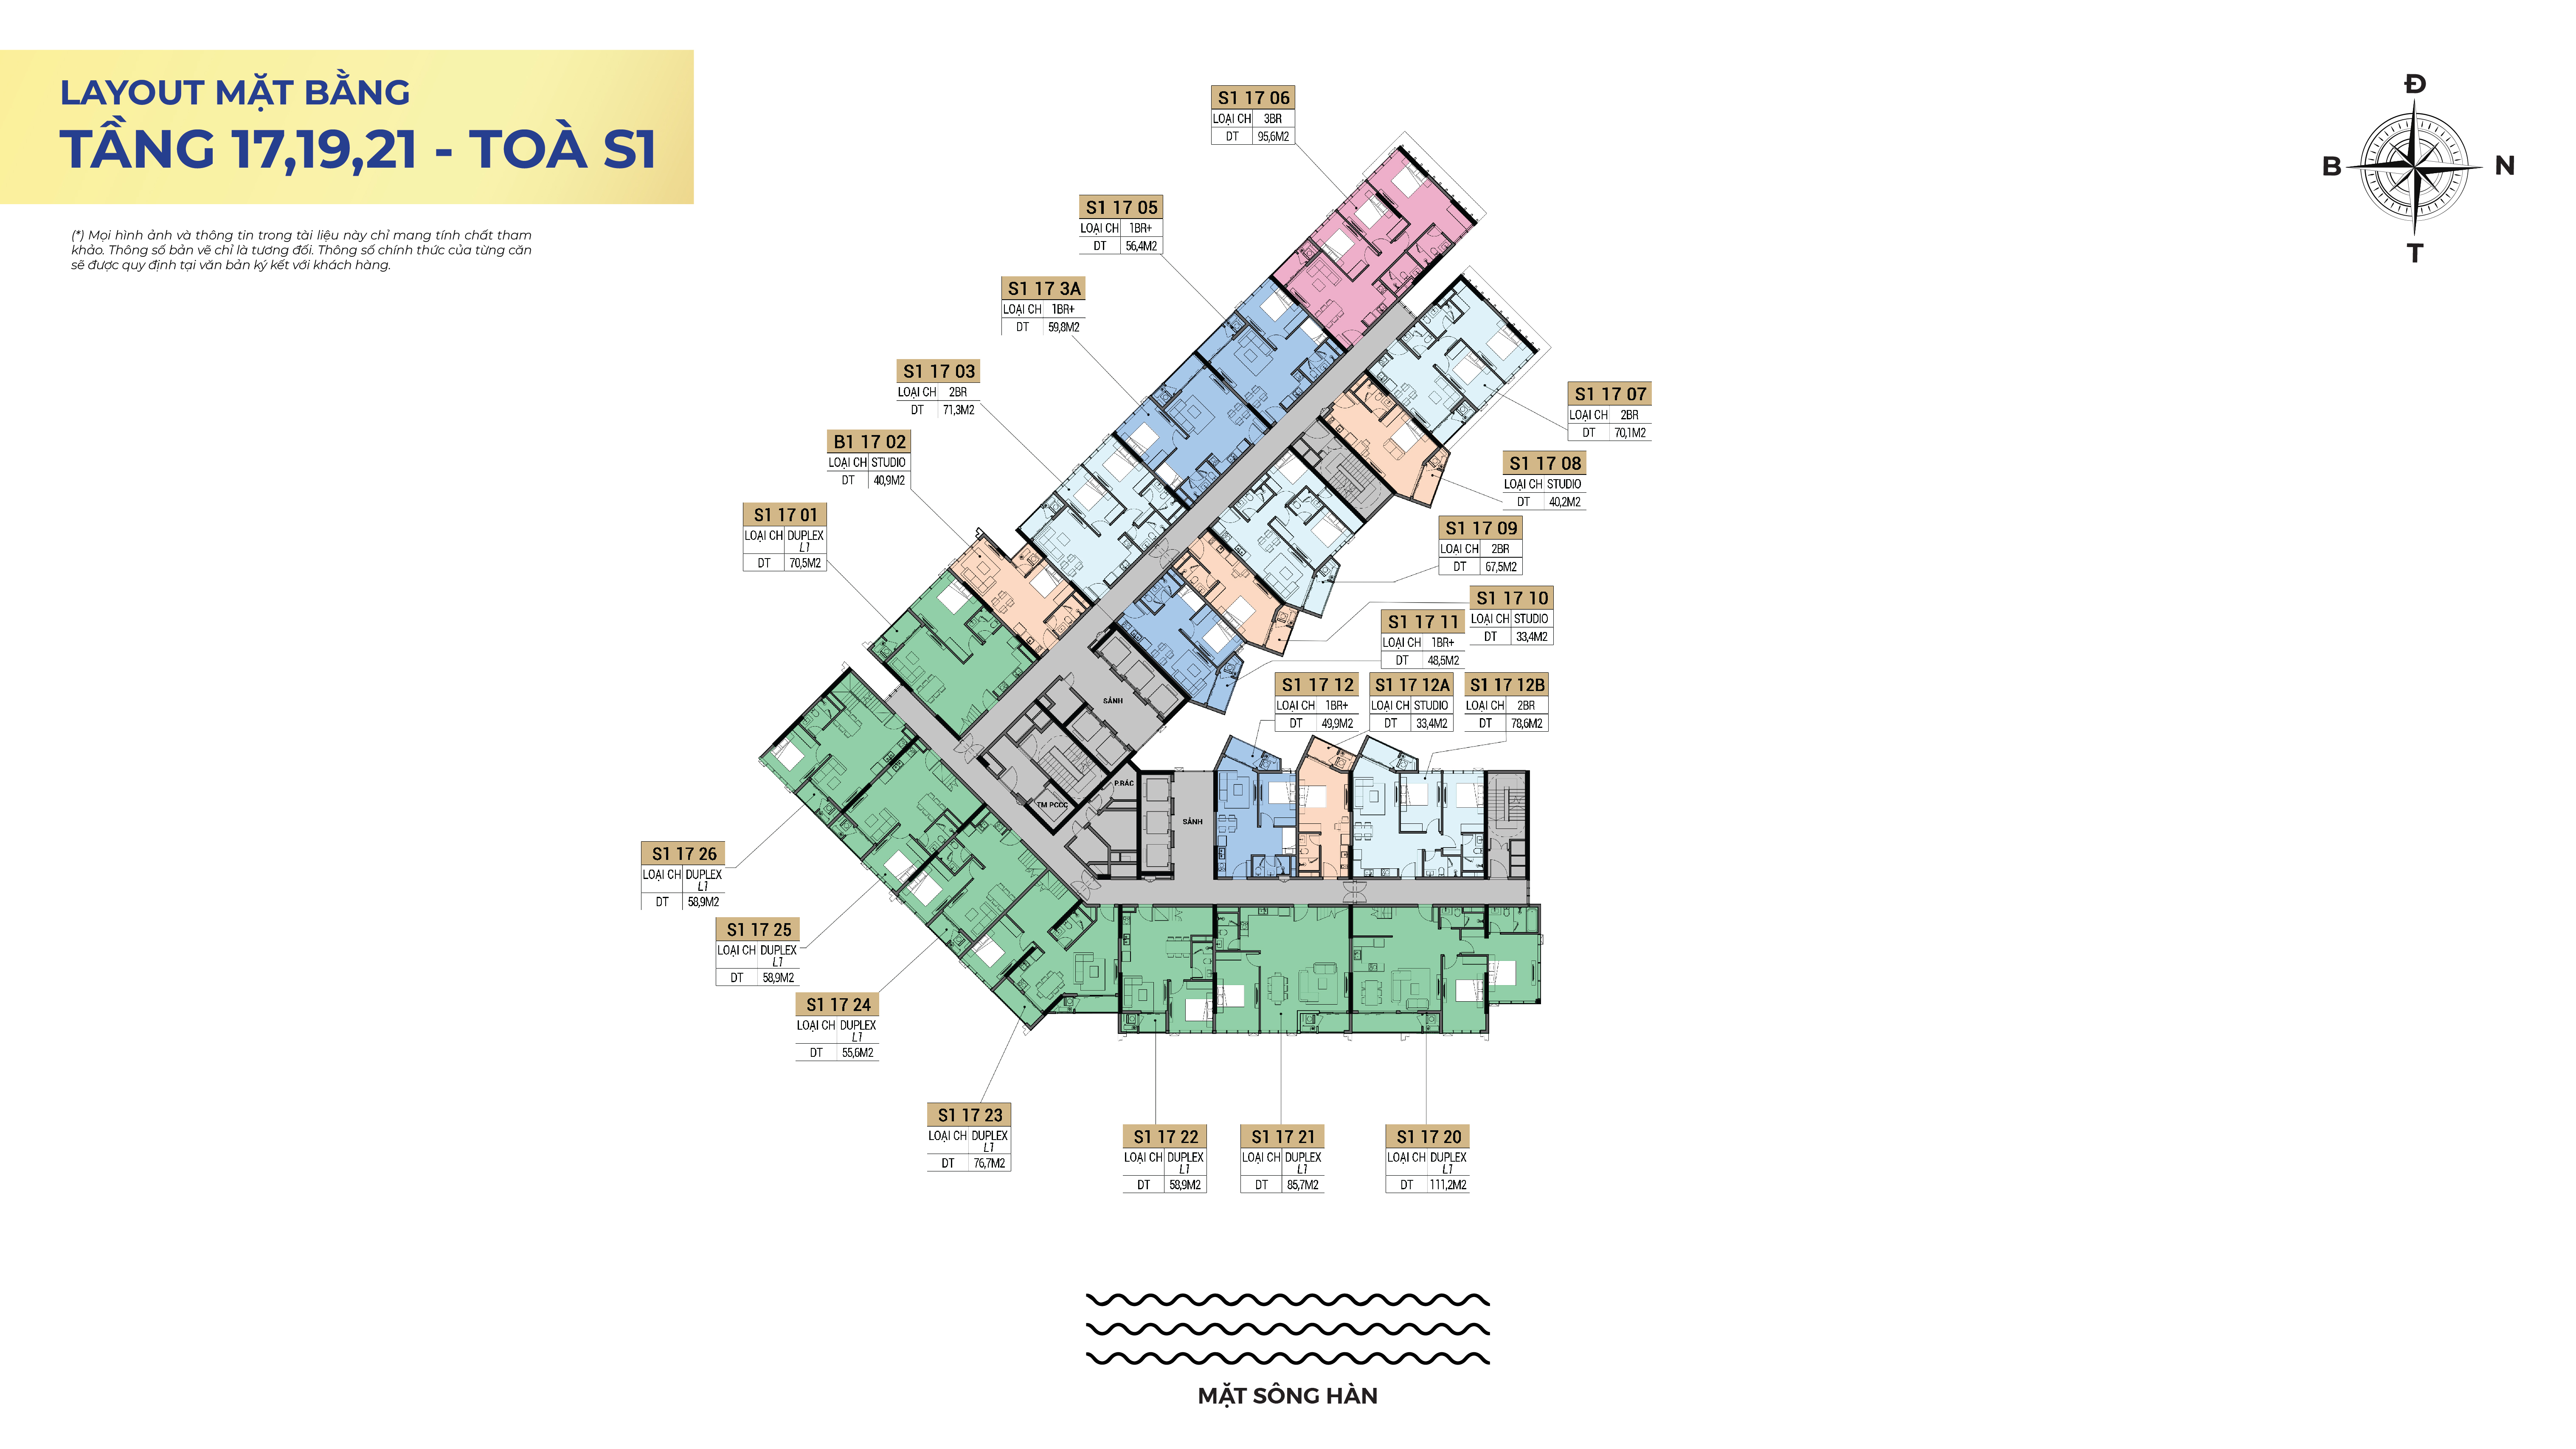 LAYOUT MẶT BẰNG
TẦNG 17,19,21 - TOÀ S1
(*) Mọi hình ảnh và thông tin trong tài liệu này chỉ mang tính chất tham
khảo. Thông số bản vẽ chỉ là tương đối. Thông số chính thức của từng căn
sẽ được quy định tại văn bản ký kết với khách hàng.
Đ
B
N
T
S1 17 06
LOẠI CH 3BR
DT 95,6M2
S1 17 05
LOẠI CH 1BR+
DT 56,4M2
S1 17 3A
LOẠI CH 1BR+
DT 59,8M2
S1 17 03
LOẠI CH 2BR
DT 71,3M2
B1 17 02
LOẠI CH STUDIO
DT 40,9M2
S1 17 01
LOẠI CH DUPLEX
L1
DT 70,5M2
S1 17 07
LOẠI CH 2BR
DT 70,1M2
S1 17 08
LOẠI CH STUDIO
DT 40,2M2
S1 17 09
LOẠI CH 2BR
DT 67,5M2
S1 17 10
LOẠI CH STUDIO
DT 33,4M2
S1 17 11
LOẠI CH 1BR+
DT 48,5M2
S1 17 12
LOẠI CH 1BR+
DT 49,9M2
S1 17 12A
LOẠI CH STUDIO
DT 33,4M2
S1 17 12B
LOẠI CH 2BR
DT 78,6M2
SẢNH
P.RÁC
TM PCCC
SẢNH
S1 17 26
LOẠI CH DUPLEX
L1
DT 58,9M2
S1 17 25
LOẠI CH DUPLEX
L1
DT 58,9M2
S1 17 24
LOẠI CH DUPLEX
L1
DT 55,6M2
S1 17 23
LOẠI CH DUPLEX
L1
DT 76,7M2
S1 17 22
LOẠI CH DUPLEX
L1
DT 58,9M2
S1 17 21
LOẠI CH DUPLEX
L1
DT 85,7M2
S1 17 20
LOẠI CH DUPLEX
L1
DT 111,2M2
MẶT SÔNG HÀN